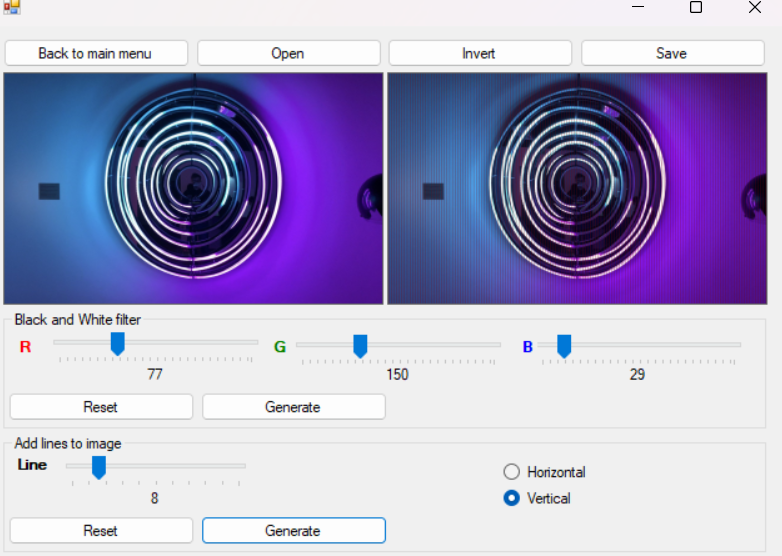 Back to main menu
Open
Invert
Save
Black and White filter
R
G
B
77
150
29
Reset
Generate
Add lines to image
Line
8
Horizontal
Vertical
Reset
Generate